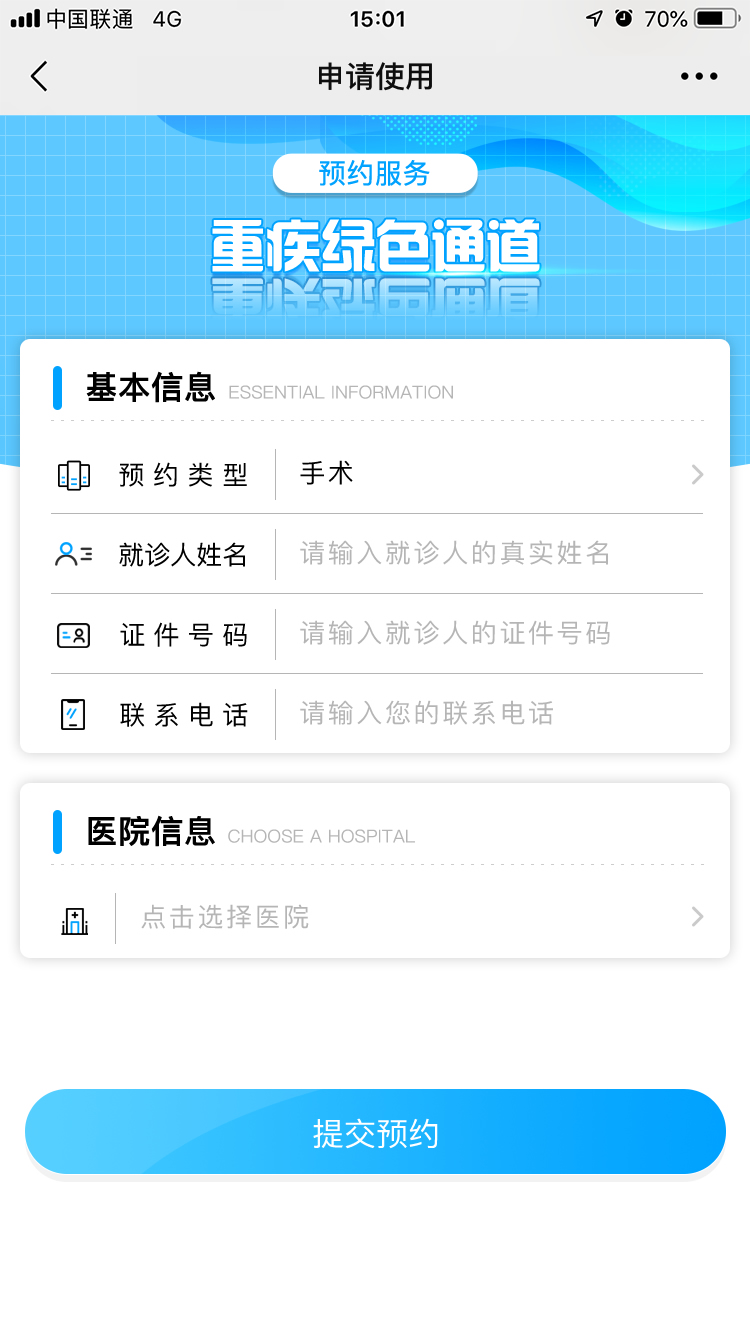 中国联通 4G 15:01 70%
申请使用
预约服务
重疾绿色通道
基本信息 ESSENTIAL INFORMATION
预约类型 手术
就诊人姓名 请输入就诊人的真实姓名
证件号码 请输入就诊人的证件号码
联系电话 请输入您的联系电话
医院信息 CHOOSE A HOSPITAL
点击选择医院
提交预约